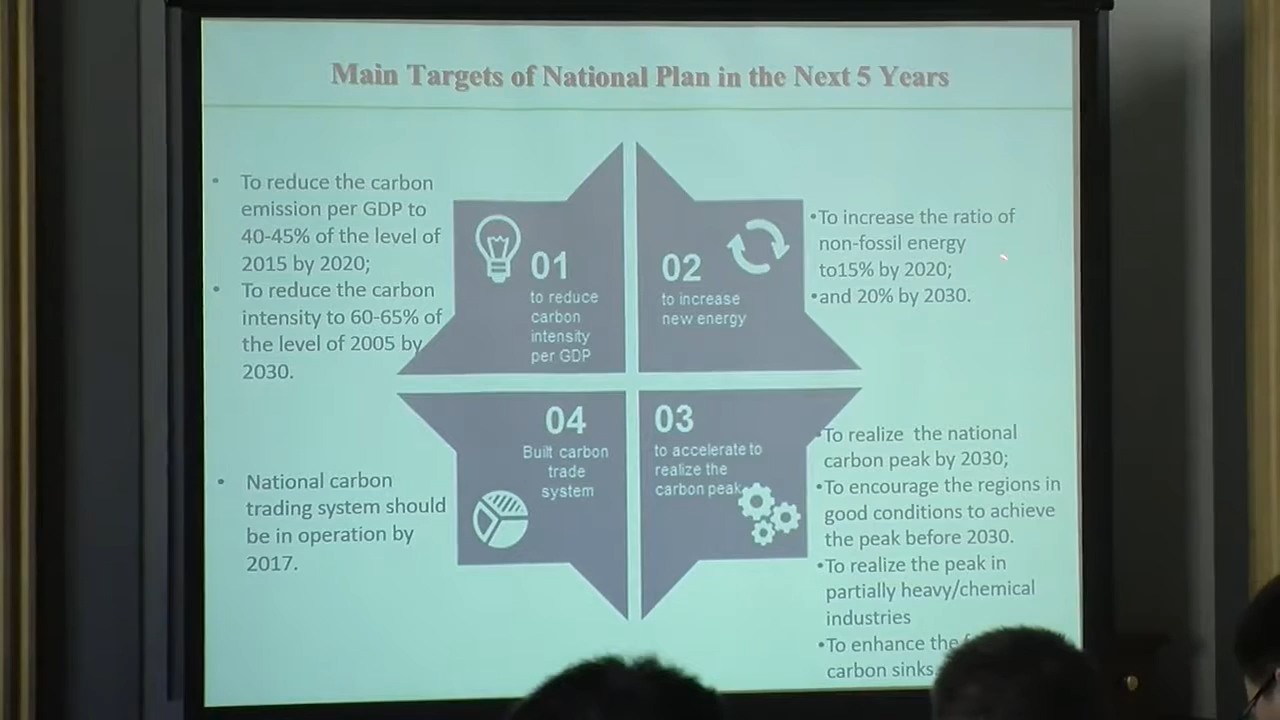 Main Targets of National Plan in the Next 5 Years
• To reduce the carbon
emission per GDP to
40-45% of the level of
2015 by 2020;
• To reduce the carbon
intensity to 60-65% of
the level of 2005 by
2030.
01
to reduce
carbon
intensity
per GDP
02
to increase
new energy
•To increase the ratio of
non-fossil energy
to15% by 2020;
•and 20% by 2030.
• National carbon
trading system should
be in operation by
2017.
04
Built carbon
trade
system
03
to accelerate to
realize the
carbon peak
•To realize the national
carbon peak by 2030;
•To encourage the regions in
good conditions to achieve
the peak before 2030.
•To realize the peak in
partially heavy/chemical
industries
•To enhance the
carbon sinks